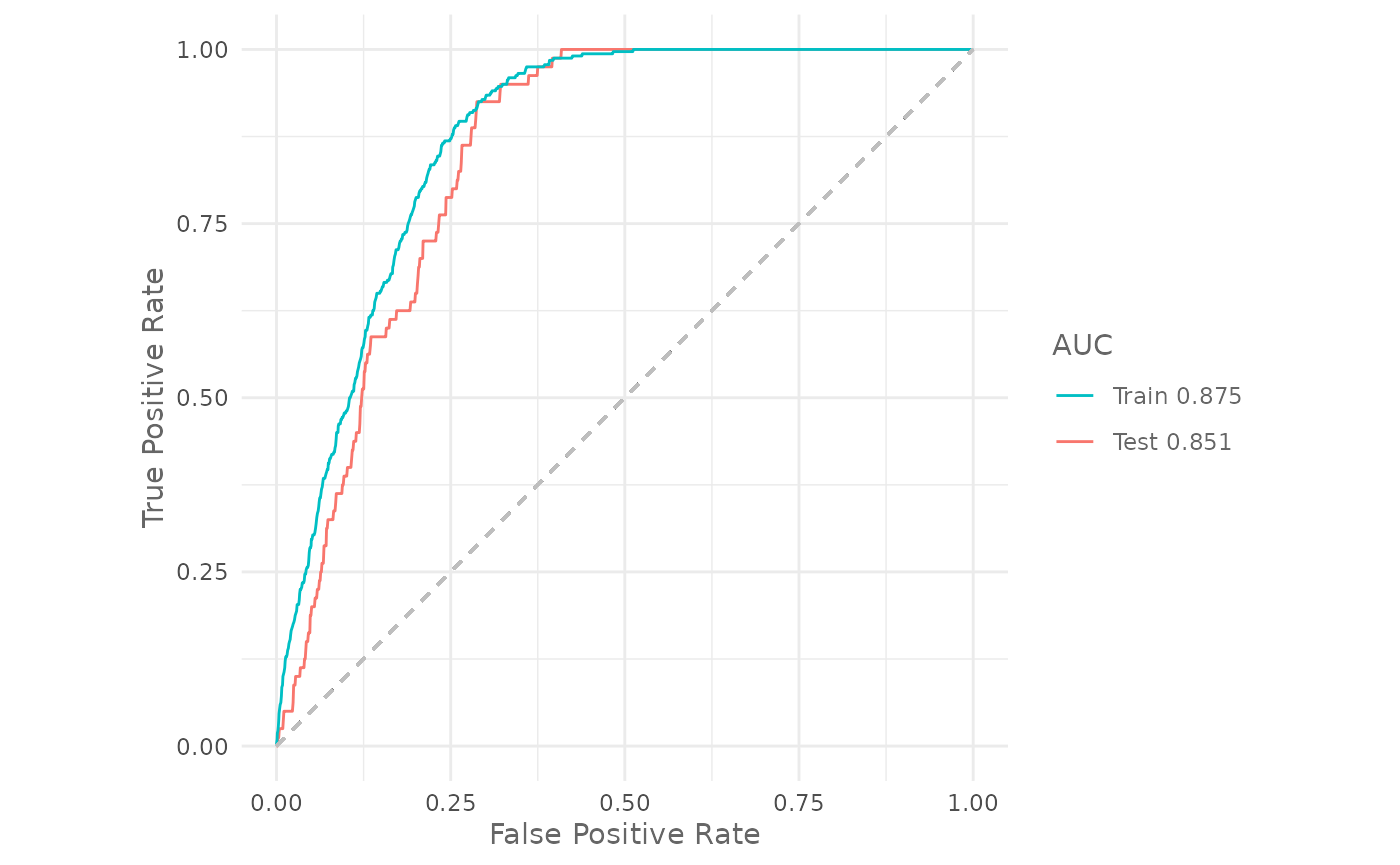 1.00
0.75
0.50
0.25
0.00
True Positive Rate
0.00 0.25 0.50 0.75 1.00
False Positive Rate
AUC
Train 0.875
Test 0.851